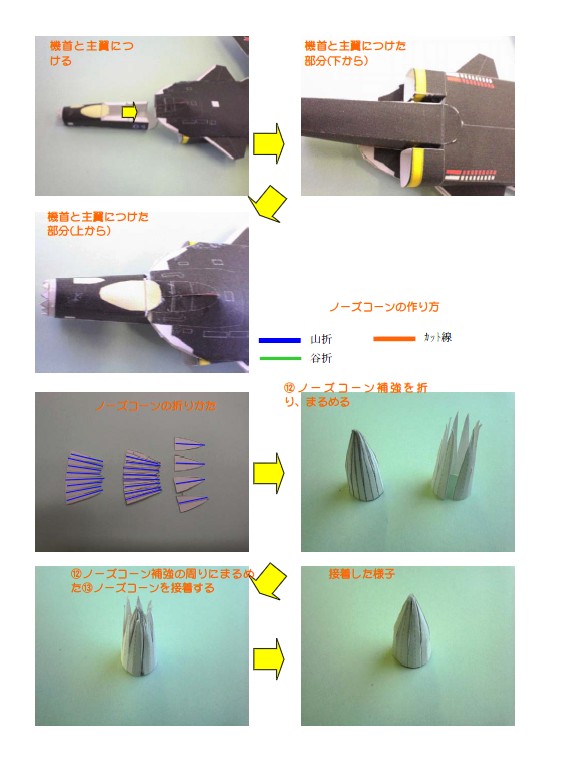 機首と主翼につ
ける
機首と主翼につけた
部分(下から)
機首と主翼につけた
部分(上から)
ノーズコーンの作り方
山折
谷折
ｶｯﾄ線
ノーズコーンの折りかた
⑫ノーズコーン補強を折
り、まるめる
⑫ノーズコーン補強の周りにまるめ
た⑬ノーズコーンを接着する
接着した様子